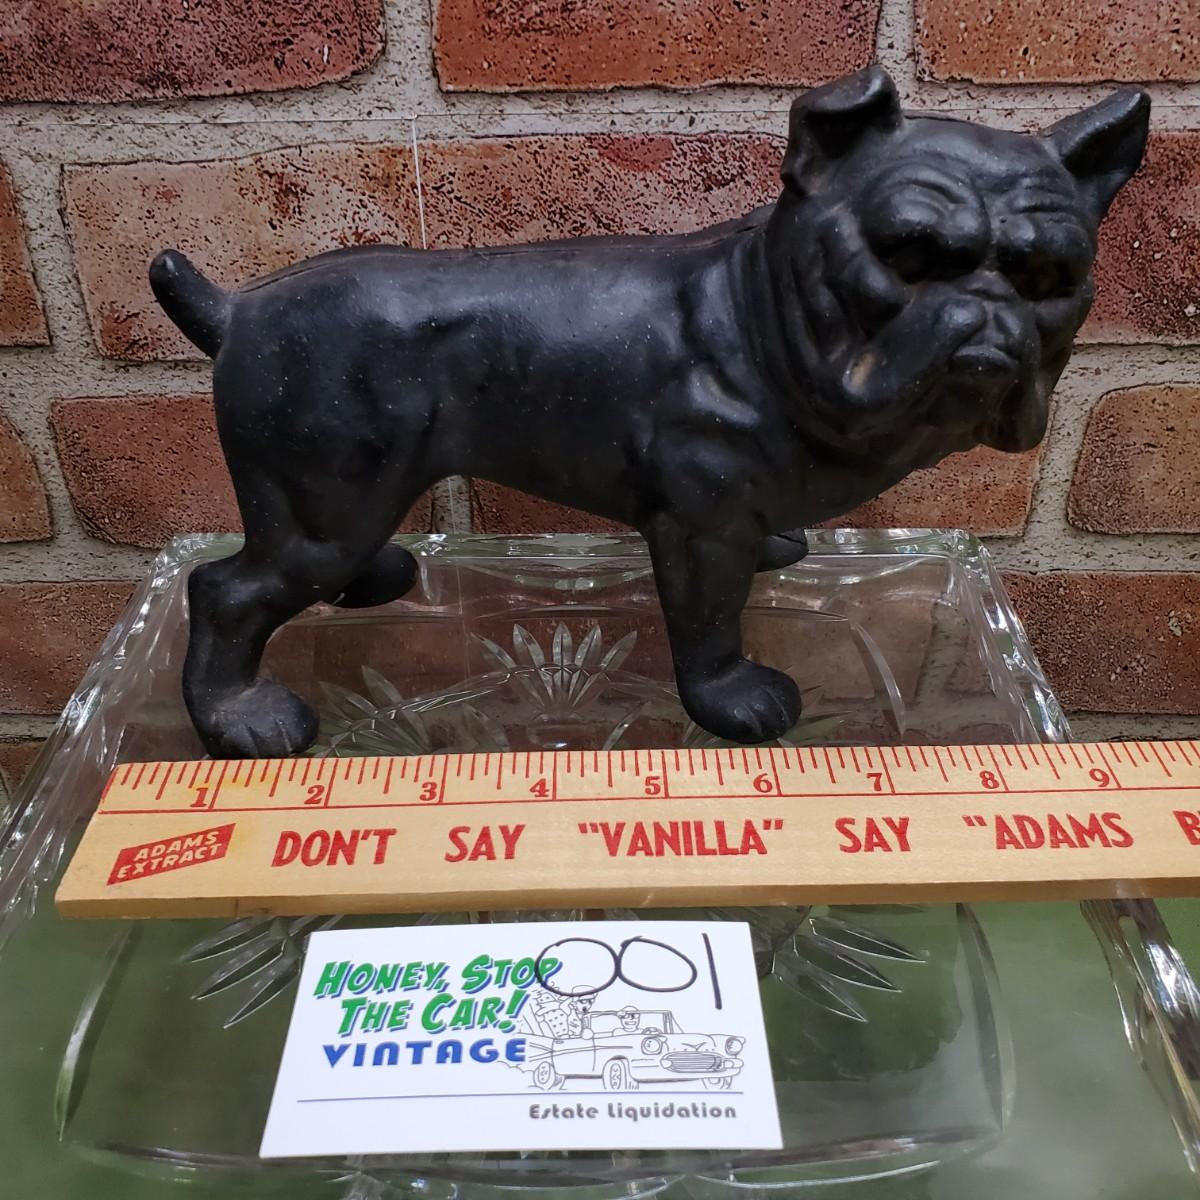 1 2 3 4 5 6 7 8 9
ADAMS EXTRACT DON'T SAY "VANILLA" SAY "ADAMS B
001
HONEY, STOP
THE CAR!
VINTAGE
Estate Liquidation